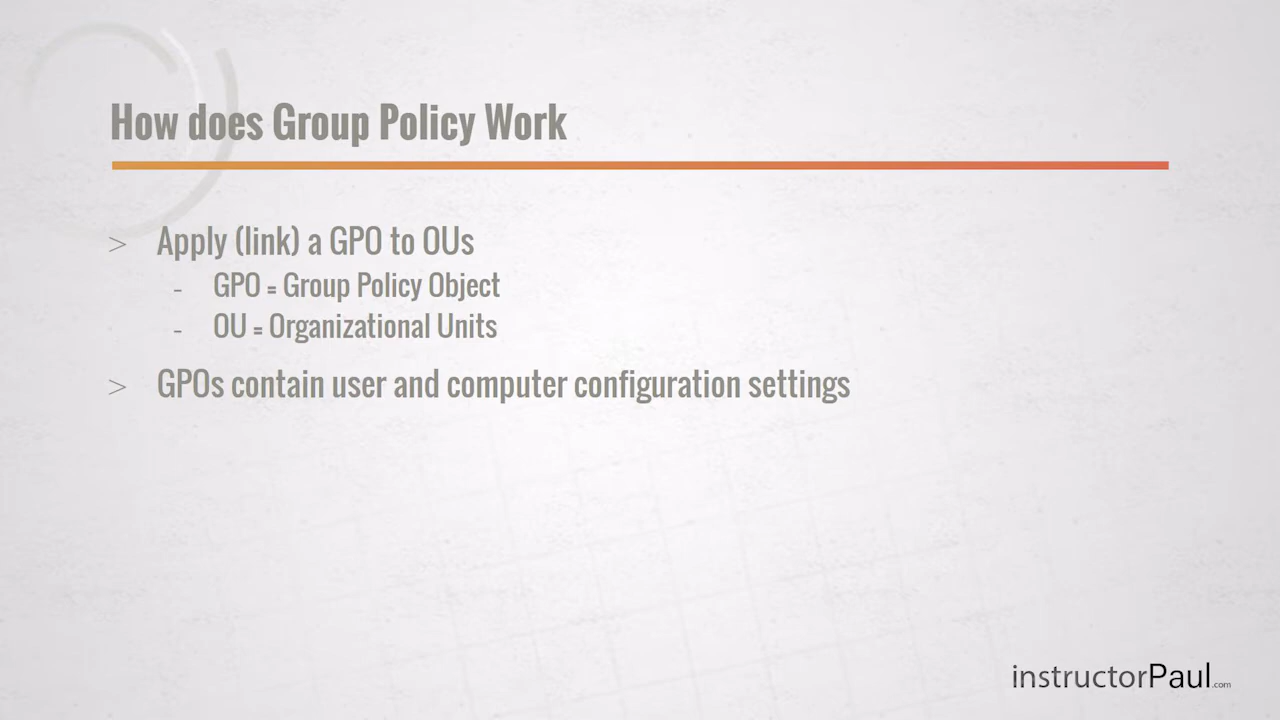 How does Group Policy Work
> Apply (link) a GPO to OUs
- GPO = Group Policy Object
- OU = Organizational Units
> GPOs contain user and computer configuration settings
instructorPaul.com